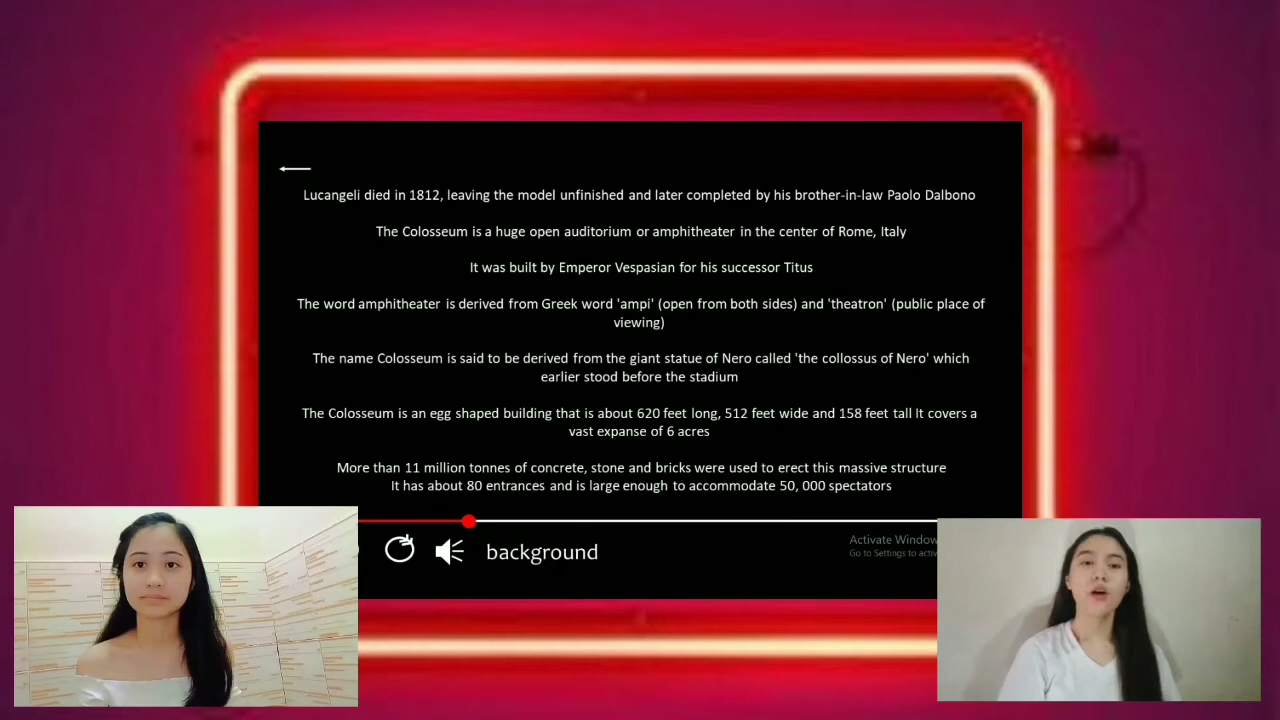 Lucangeli died in 1812, leaving the model unfinished and later completed by his brother-in-law Paolo Dalbono
The Colosseum is a huge open auditorium or amphitheater in the center of Rome, Italy
It was built by Emperor Vespasian for his successor Titus
The word amphitheater is derived from Greek word 'ampi' (open from both sides) and 'theatron' (public place of
viewing)
The name Colosseum is said to be derived from the giant statue of Nero called 'the collossus of Nero' which
earlier stood before the stadium
The Colosseum is an egg shaped building that is about 620 feet long, 512 feet wide and 158 feet tall It covers a
vast expanse of 6 acres
More than 11 million tonnes of concrete, stone and bricks were used to erect this massive structure
It has about 80 entrances and is large enough to accommodate 50, 000 spectators
background
Activate Window
Go to Settings to activ